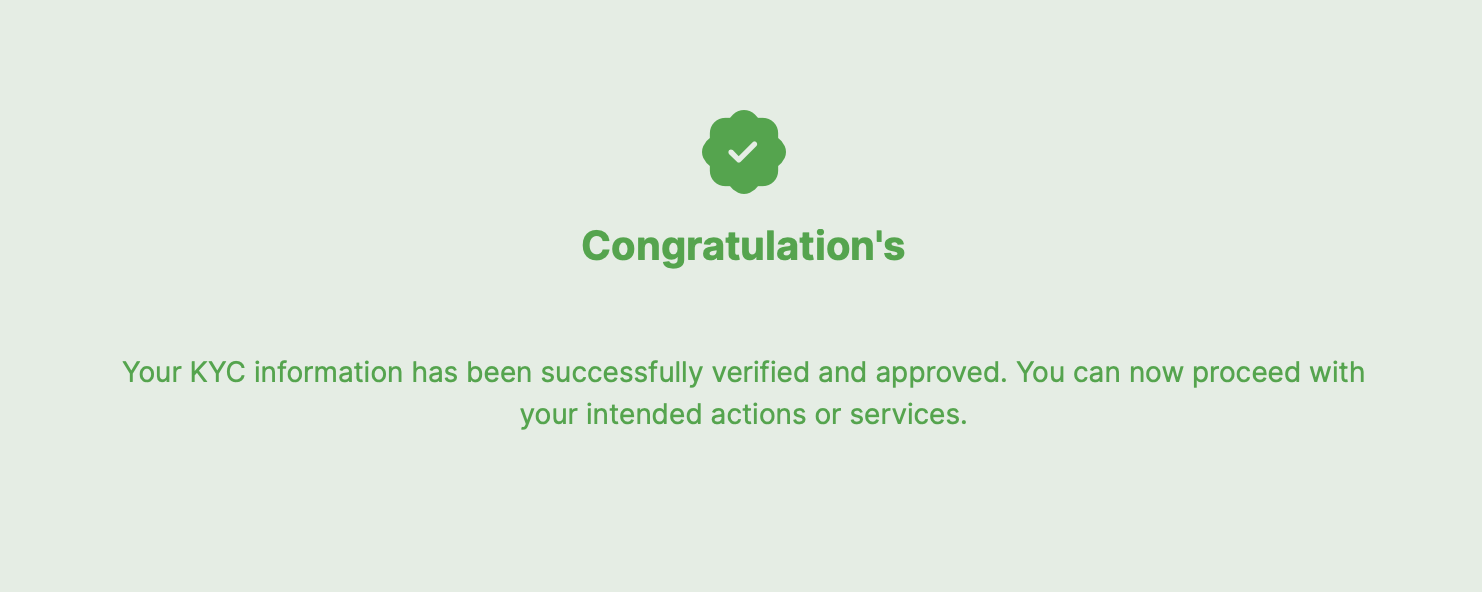 Congratulation's
Your KYC information has been successfully verified and approved. You can now proceed with
your intended actions or services.